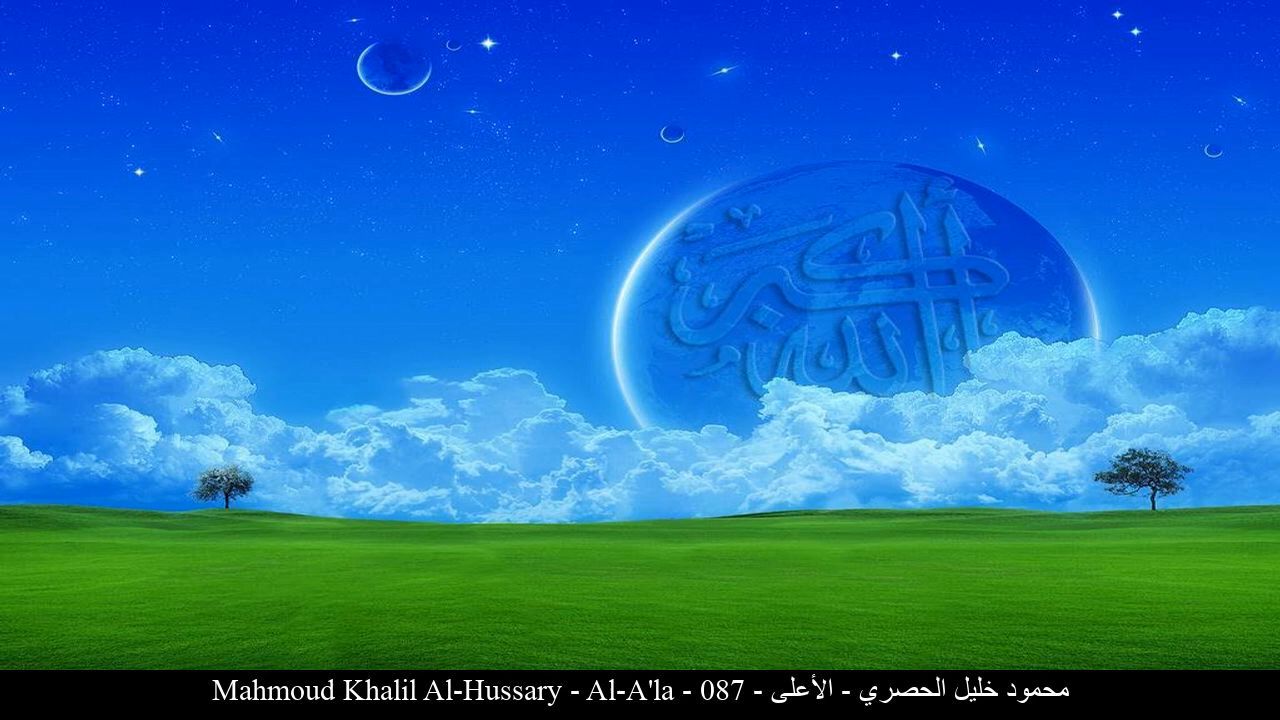 الله أكبر
Mahmoud Khalil Al-Hussary - Al-A'la - 087 - محمود خليل الحصري - الأعلى